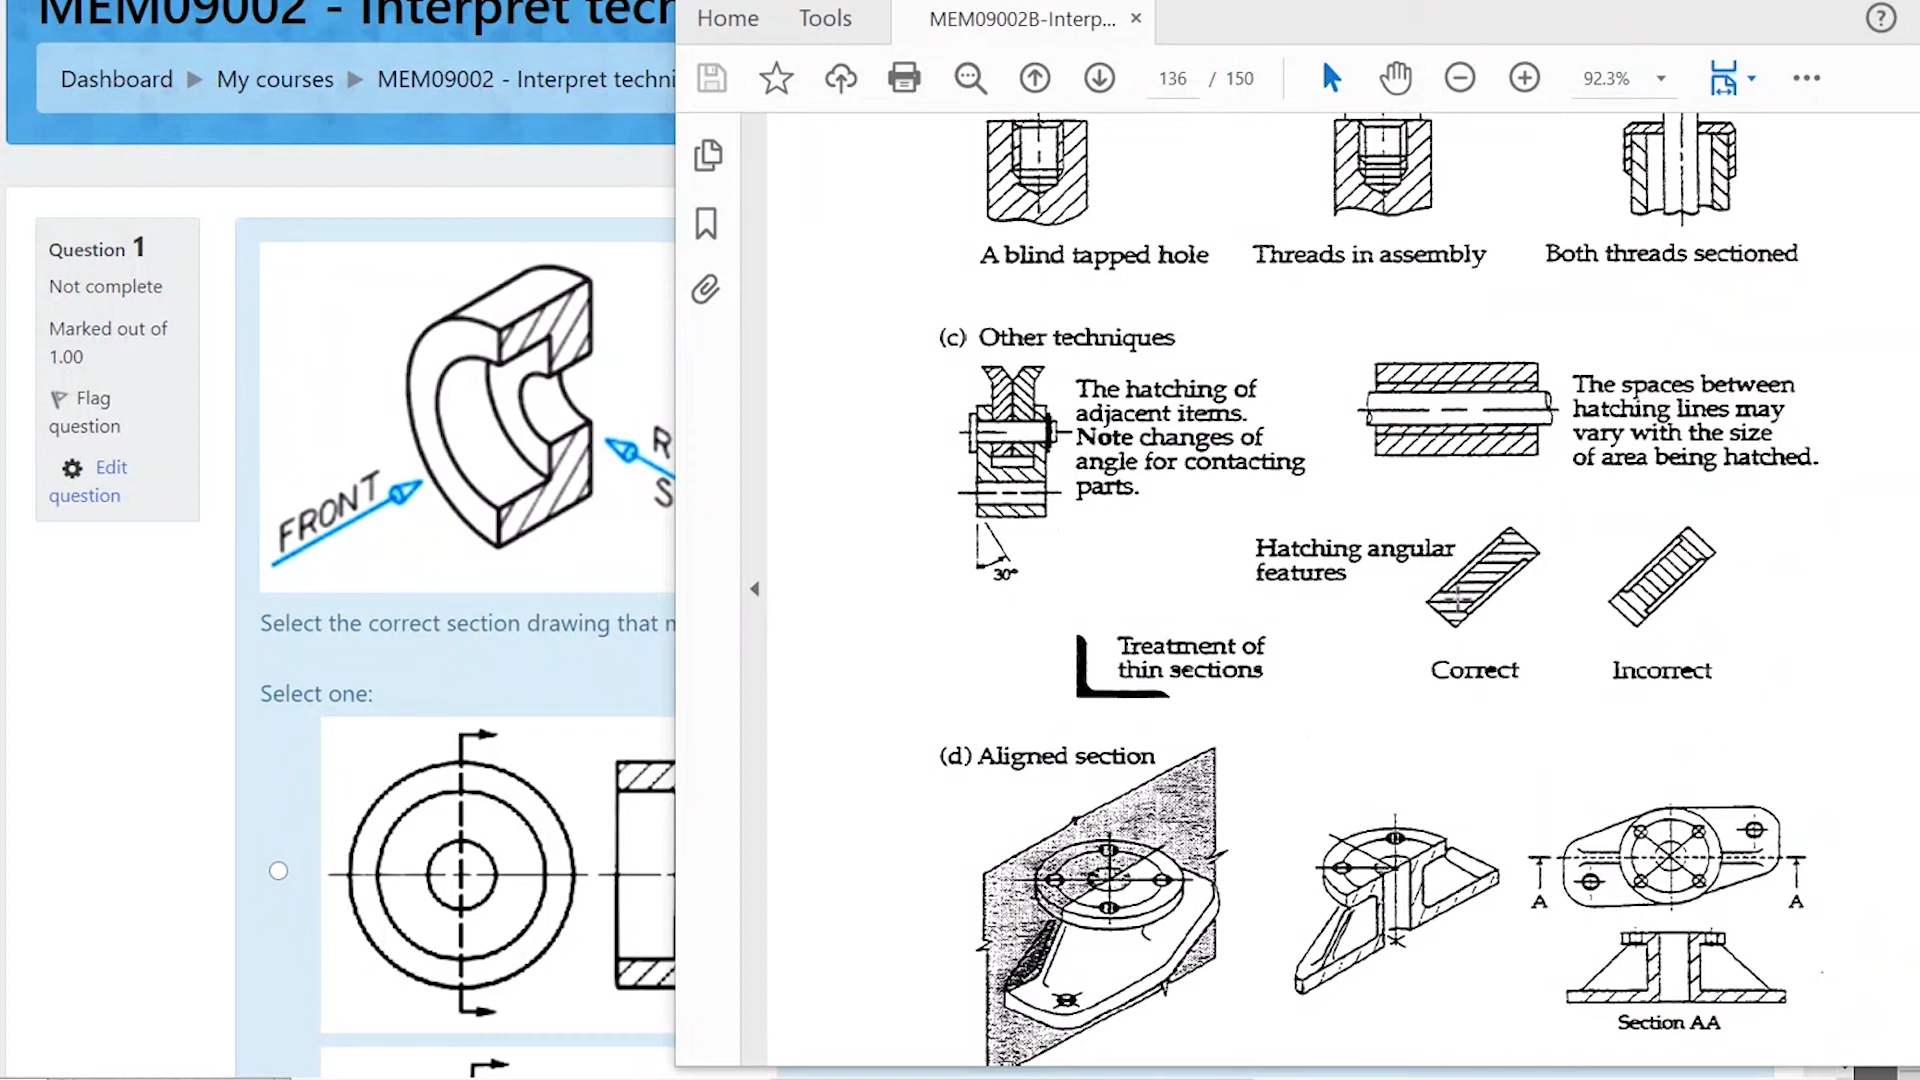 MEM09002 - Interpret tech
Dashboard ▶ My courses ▶ MEM09002 - Interpret techni
Question 1
Not complete
Marked out of
1.00
Flag
question
Edit
question
FRONT
R
S
Select the correct section drawing that
Select one:
Home
Tools
MEM09002B-Interp... ×
?
136 / 150
92.3%
A blind tapped hole
Threads in assembly
Both threads sectioned
(c) Other techniques
The hatching of
adjacent items.
Note changes of
angle for contacting
parts.
30°
The spaces between
hatching lines may
vary with the size
of area being hatched.
Hatching angular
features
Treatment of
thin sections
Correct
Incorrect
(d) Aligned section
A
A
Section AA